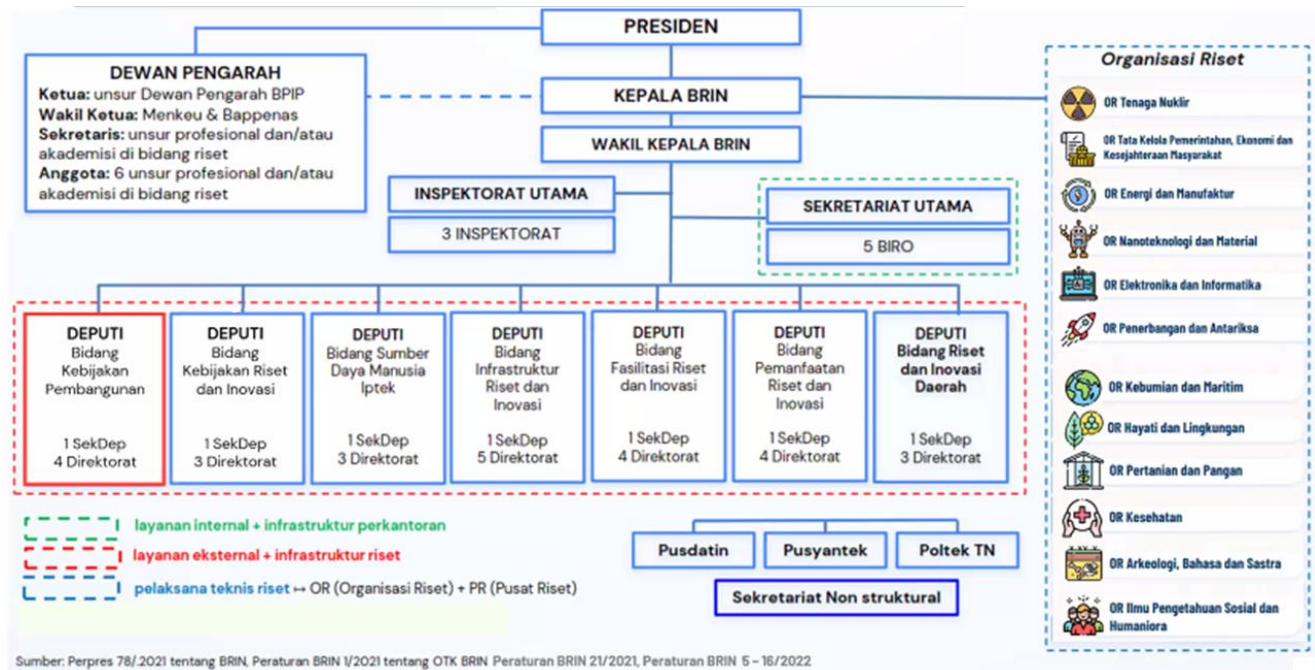 PRESIDEN
DEWAN PENGARAH
Ketua: unsur Dewan Pengarah BPIP
Wakil Ketua: Menkeu & Bappenas
Sekretaris: unsur profesional dan/atau
akademisi di bidang riset
Anggota: 6 unsur profesional dan/atau
akademisi di bidang riset
KEPALA BRIN
WAKIL KEPALA BRIN
INSPEKTORAT UTAMA
3 INSPEKTORAT
SEKRETARIAT UTAMA
5 BIRO
DEPUTI
Bidang
Kebijakan
Pembangunan
1 SekDep
4 Direktorat
DEPUTI
Bidang
Kebijakan Riset
dan Inovasi
1 SekDep
3 Direktorat
DEPUTI
Bidang Sumber
Daya Manusia
Iptek
1 SekDep
3 Direktorat
DEPUTI
Bidang
Infrastruktur
Riset dan
Inovasi
1 SekDep
5 Direktorat
DEPUTI
Bidang
Fasilitasi Riset
dan Inovasi
1 SekDep
4 Direktorat
DEPUTI
Bidang
Pemanfaatan
Riset dan
Inovasi
1 SekDep
4 Direktorat
DEPUTI
Bidang Riset
dan Inovasi
Daerah
1 SekDep
3 Direktorat
layanan internal + infrastruktur perkantoran
layanan eksternal + infrastruktur riset
pelaksana teknis riset ↦ OR (Organisasi Riset) + PR (Pusat Riset)
Pusdatin
Pusyantek
Poltek TN
Sekretariat Non struktural
Organisasi Riset
OR Tenaga Nuklir
OR Tata Kelola Pemerintahan, Ekonomi dan
Kesejahteraan Masyarakat
OR Energi dan Manufaktur
OR Nanoteknologi dan Material
OR Elektronika dan Informatika
OR Penerbangan dan Antariksa
OR Kebumian dan Maritim
OR Hayati dan Lingkungan
OR Pertanian dan Pangan
OR Kesehatan
OR Arkeologi, Bahasa dan Sastra
OR Ilmu Pengetahuan Sosial dan
Humaniora
Sumber: Perpres 78/.2021 tentang BRIN, Peraturan BRIN 1/2021 tentang OTK BRIN Peraturan BRIN 21/2021, Peraturan BRIN 5 - 16/2022